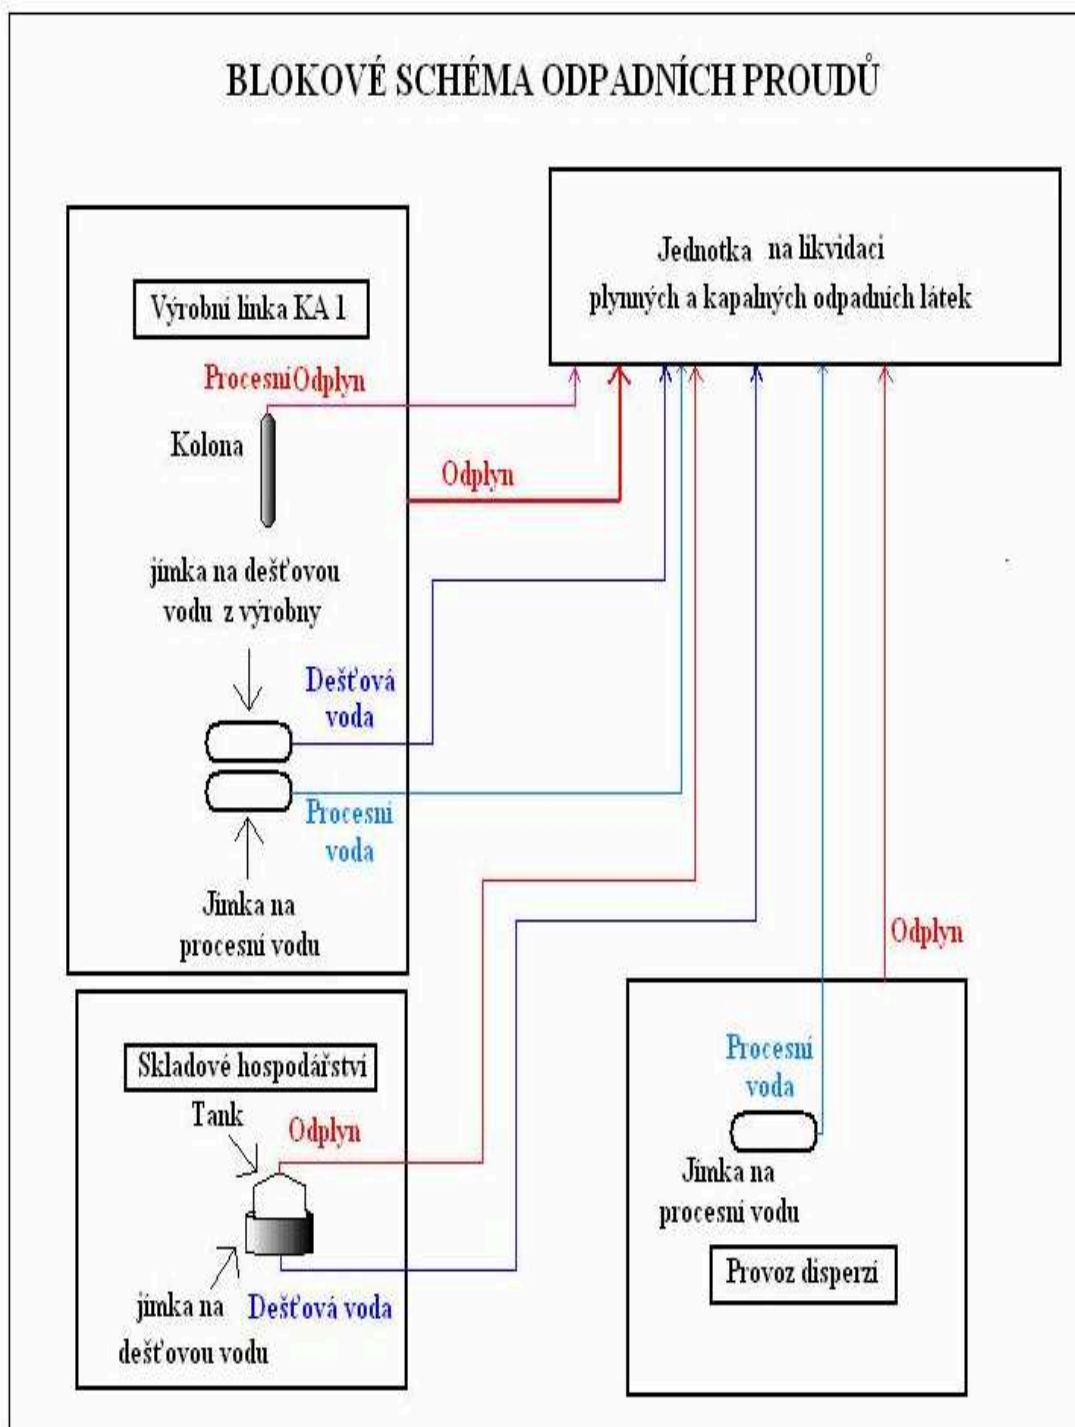 BLOKOVÉ SCHÉMA ODPADNÍCH PROUDŮ
Jednotka na likvidaci
plynných a kapalných odpadních látek
Výrobní linka KA 1
Procesní Odplyn
Kolona
Odplyn
jímka na dešťovou
vodu z výrobny
Dešťová
voda
Procesní
voda
Jímka na
procesní vodu
Skladové hospodářství
Tank
Odplyn
jímka na
dešťovou vodu
Dešťová voda
Odplyn
Procesní
voda
Jímka na
procesní vodu
Provoz disperzí